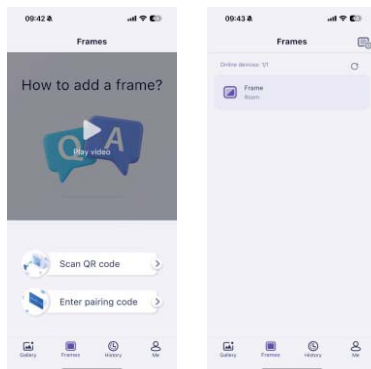 09:42
Frames
How to add a frame?
Q A
Play video
Scan QR code
Enter pairing code
Gallery Frames History Me
09:43
Frames
Online devices: 1/1
Frame
Room
Gallery Frames History Me